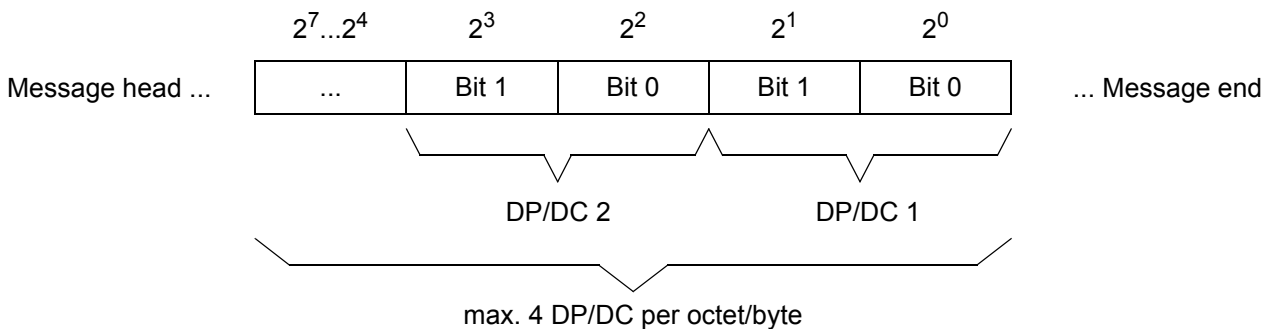 2⁷...2⁴ 2³ 2² 2¹ 2⁰
Message head ... ... Bit 1 Bit 0 Bit 1 Bit 0 ... Message end
DP/DC 2 DP/DC 1
max. 4 DP/DC per octet/byte